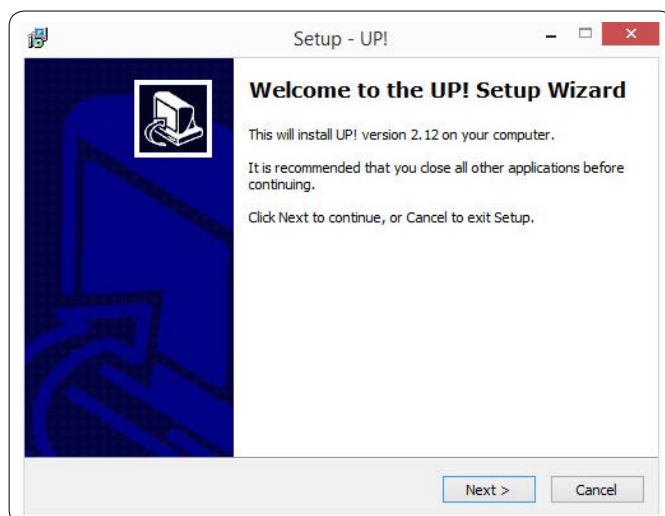 Setup - UP!
Welcome to the UP! Setup Wizard
This will install UP! version 2.12 on your computer.
It is recommended that you close all other applications before
continuing.
Click Next to continue, or Cancel to exit Setup.
Next >
Cancel